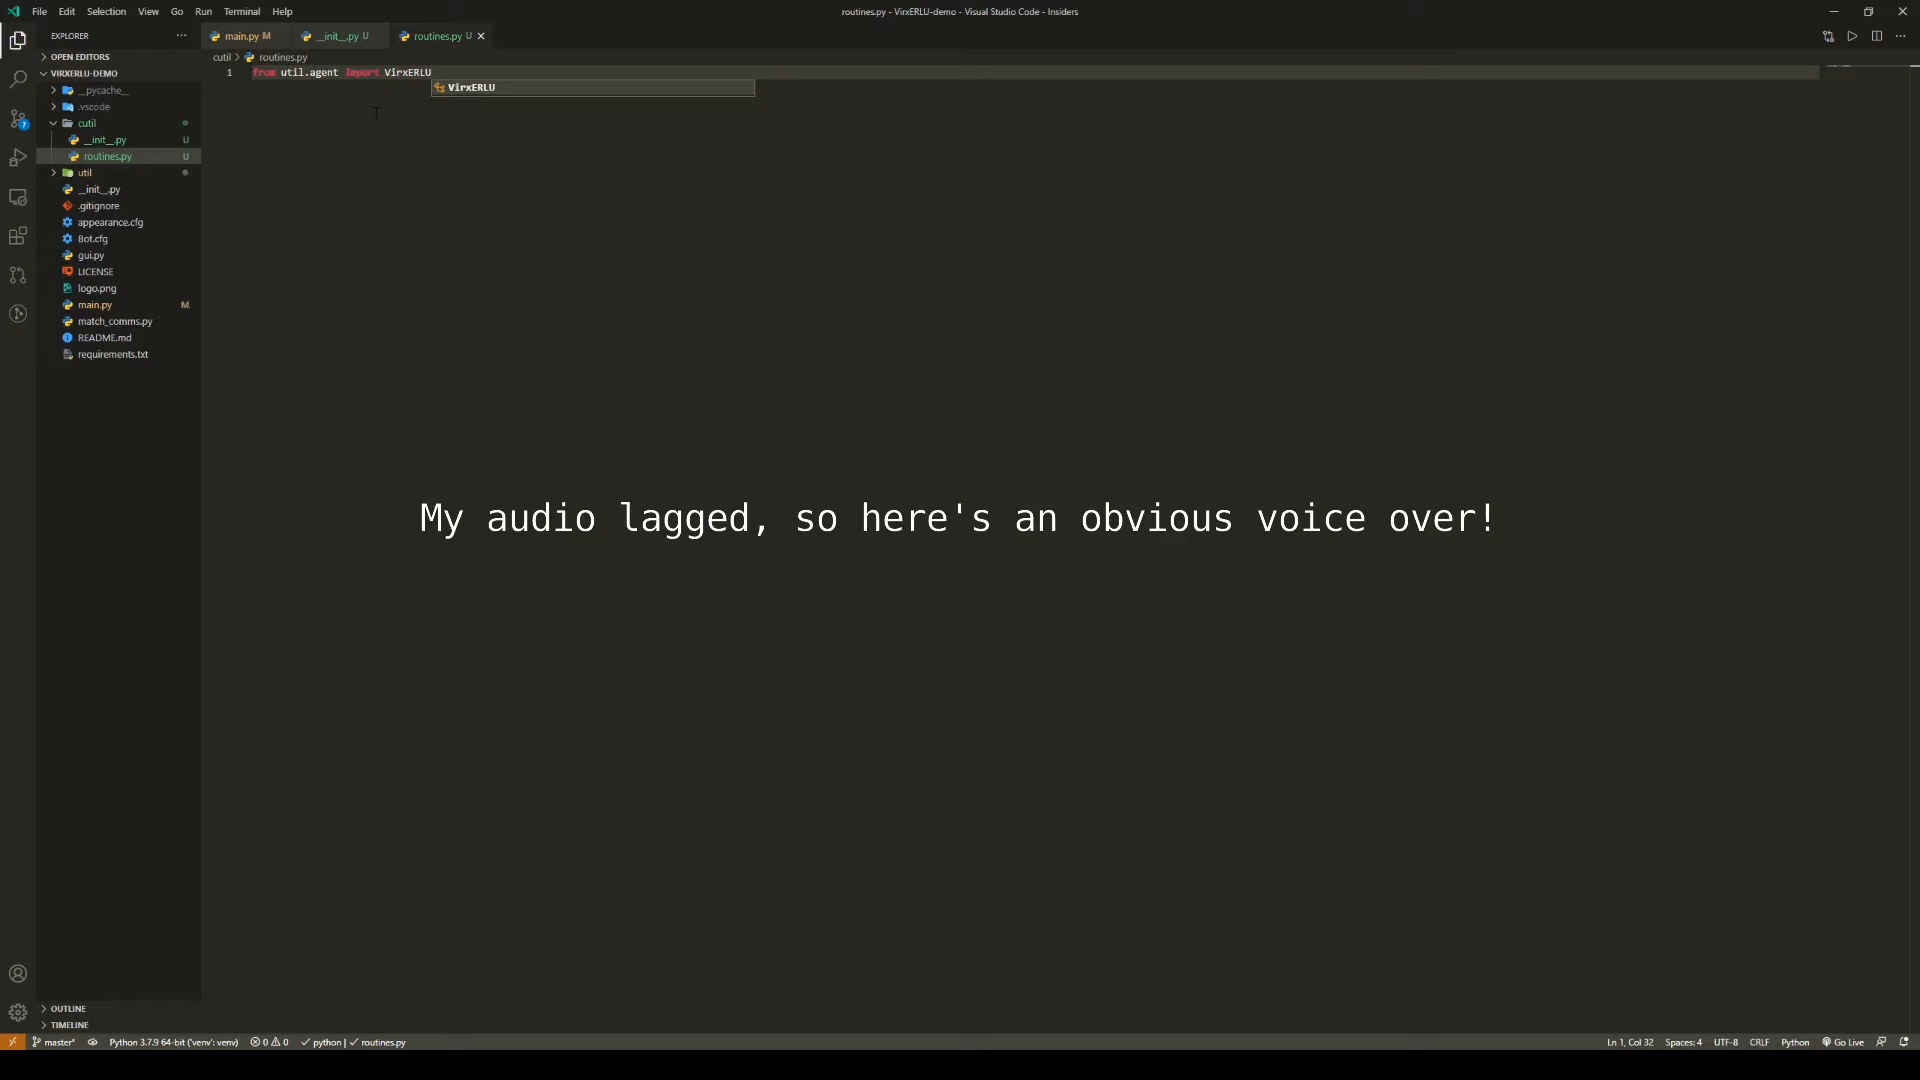 File Edit Selection View Go Run Terminal Help
routines.py - VirxERLU-demo - Visual Studio Code - Insiders
EXPLORER
main.py M
__init__.py U
routines.py U
OPEN EDITORS
cutil > routines.py
VIRXERLU-DEMO
1 from util.agent import VirxERLU
VirxERLU
__pycache__
.vscode
cutil
__init__.py U
routines.py U
util
__init__.py
.gitignore
appearance.cfg
Bot.cfg
gui.py
LICENSE
logo.png
main.py M
match_comms.py
README.md
requirements.txt
7
My audio lagged, so here's an obvious voice over!
OUTLINE
TIMELINE
master* Python 3.7.9 64-bit ('venv': venv) 0 0 python | routines.py
Ln 1, Col 32 Spaces: 4 UTF-8 CRLF Python Go Live